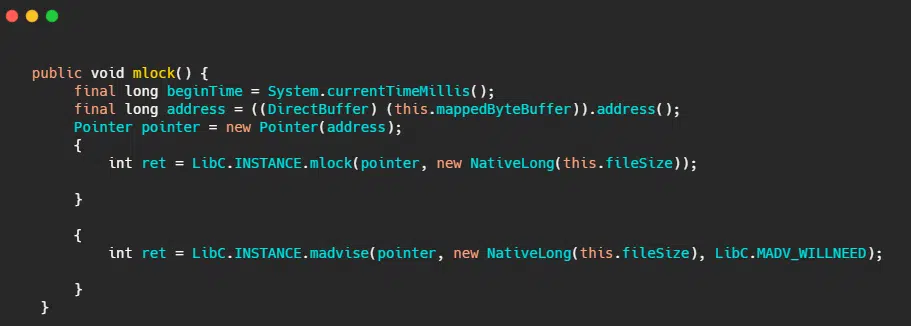 public void mlock() {
final long beginTime = System.currentTimeMillis();
final long address = ((DirectBuffer) (this.mappedByteBuffer)).address();
Pointer pointer = new Pointer(address);
{
int ret = LibC.INSTANCE.mlock(pointer, new NativeLong(this.fileSize));
}
{
int ret = LibC.INSTANCE.madvise(pointer, new NativeLong(this.fileSize), LibC.MADV_WILLNEED);
}
}